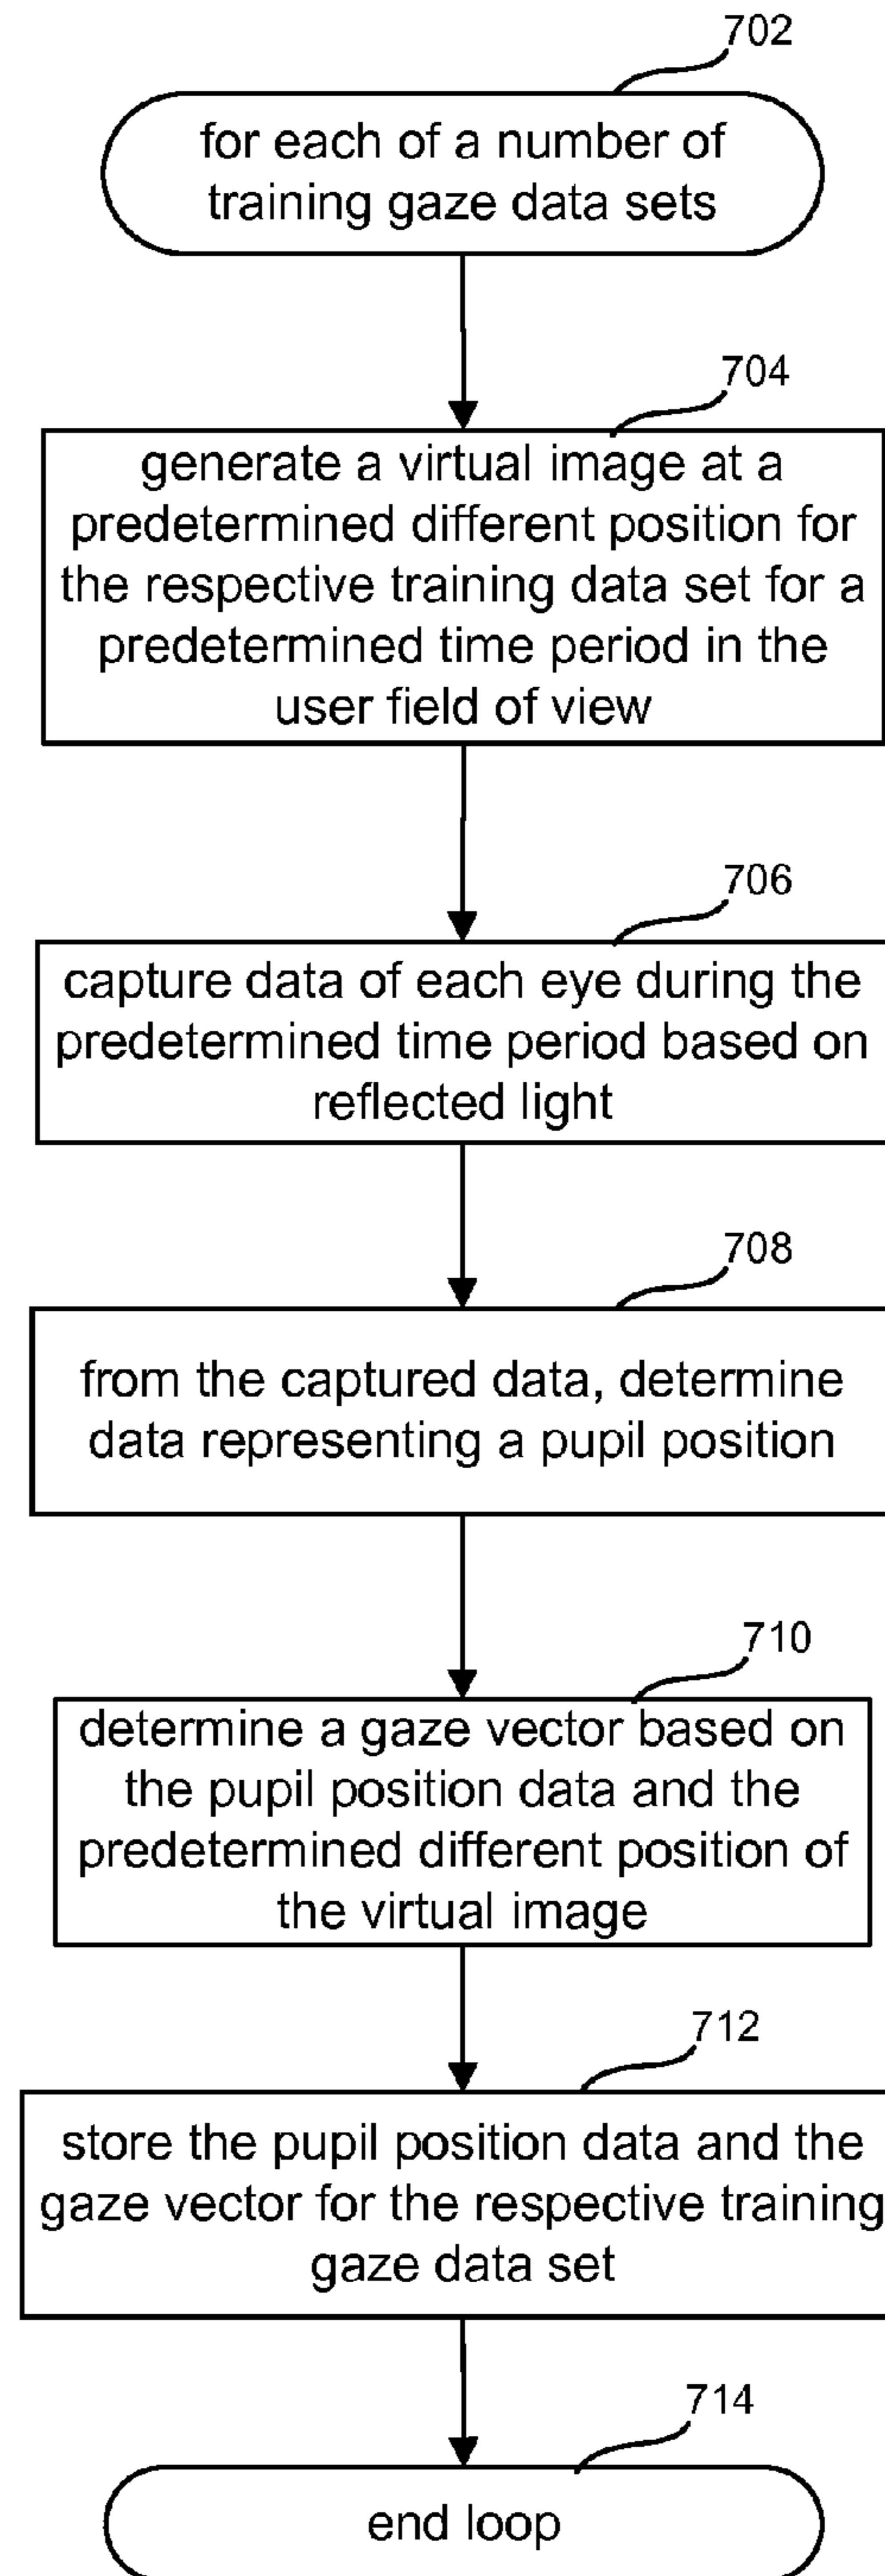 702
for each of a number of
training gaze data sets
704
generate a virtual image at a
predetermined different position for
the respective training data set for a
predetermined time period in the
user field of view
706
capture data of each eye during the
predetermined time period based on
reflected light
708
from the captured data, determine
data representing a pupil position
710
determine a gaze vector based on
the pupil position data and the
predetermined different position of
the virtual image
712
store the pupil position data and the
gaze vector for the respective training
gaze data set
714
end loop